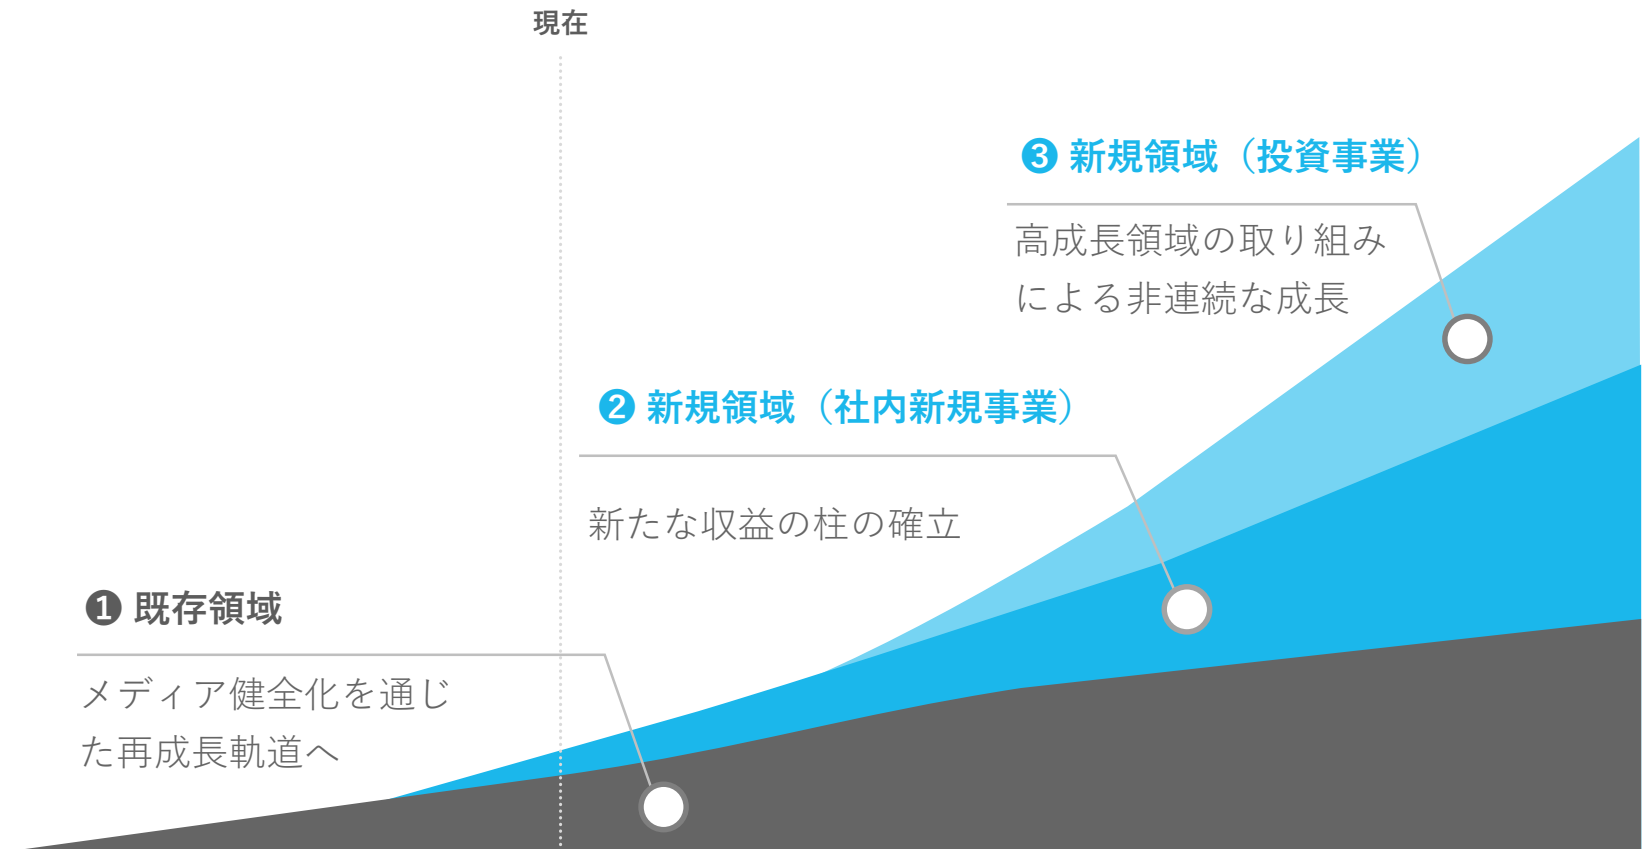 現在
❸ 新規領域（投資事業）
高成長領域の取り組み
による非連続な成長
❷ 新規領域（社内新規事業）
新たな収益の柱の確立
❶ 既存領域
メディア健全化を通じ
た再成長軌道へ